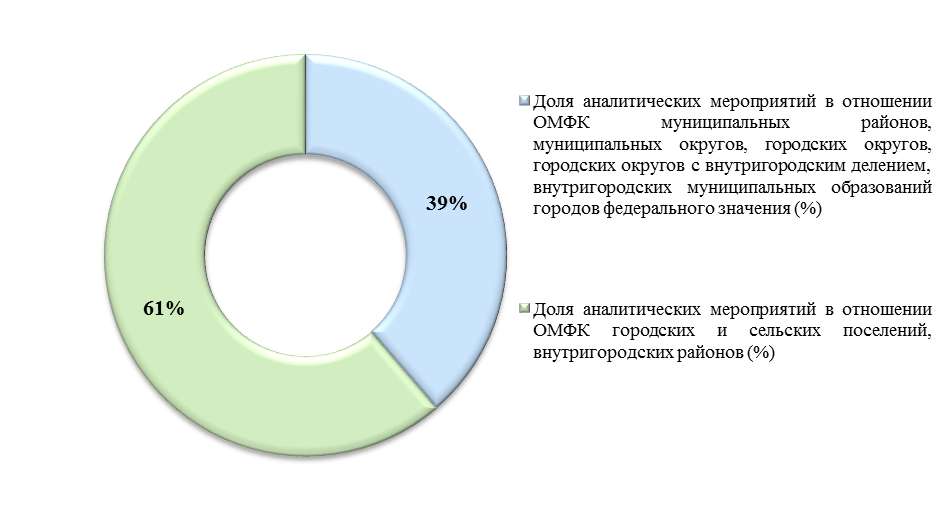 39%
61%
Доля аналитических мероприятий в отношении
ОМФК муниципальных районов,
муниципальных округов, городских округов,
городских округов с внутригородским делением,
внутригородских муниципальных образований
городов федерального значения (%)
Доля аналитических мероприятий в отношении
ОМФК городских и сельских поселений,
внутригородских районов (%)